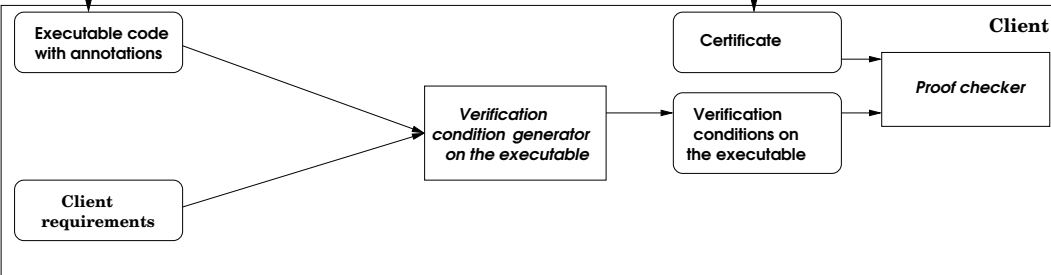 Executable code
with annotations
Client
requirements
Verification
condition generator
on the executable
Certificate
Verification
conditions on
the executable
Client
Proof checker